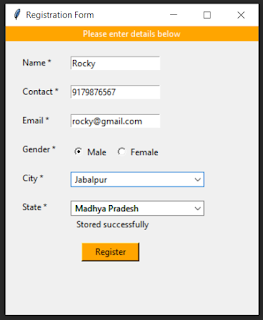 Registration Form
Please enter details below
Name * Rocky
Contact * 9179876567
Email * rocky@gmail.com
Gender * Male Female
City * Jabalpur
State * Madhya Pradesh
Stored successfully
Register